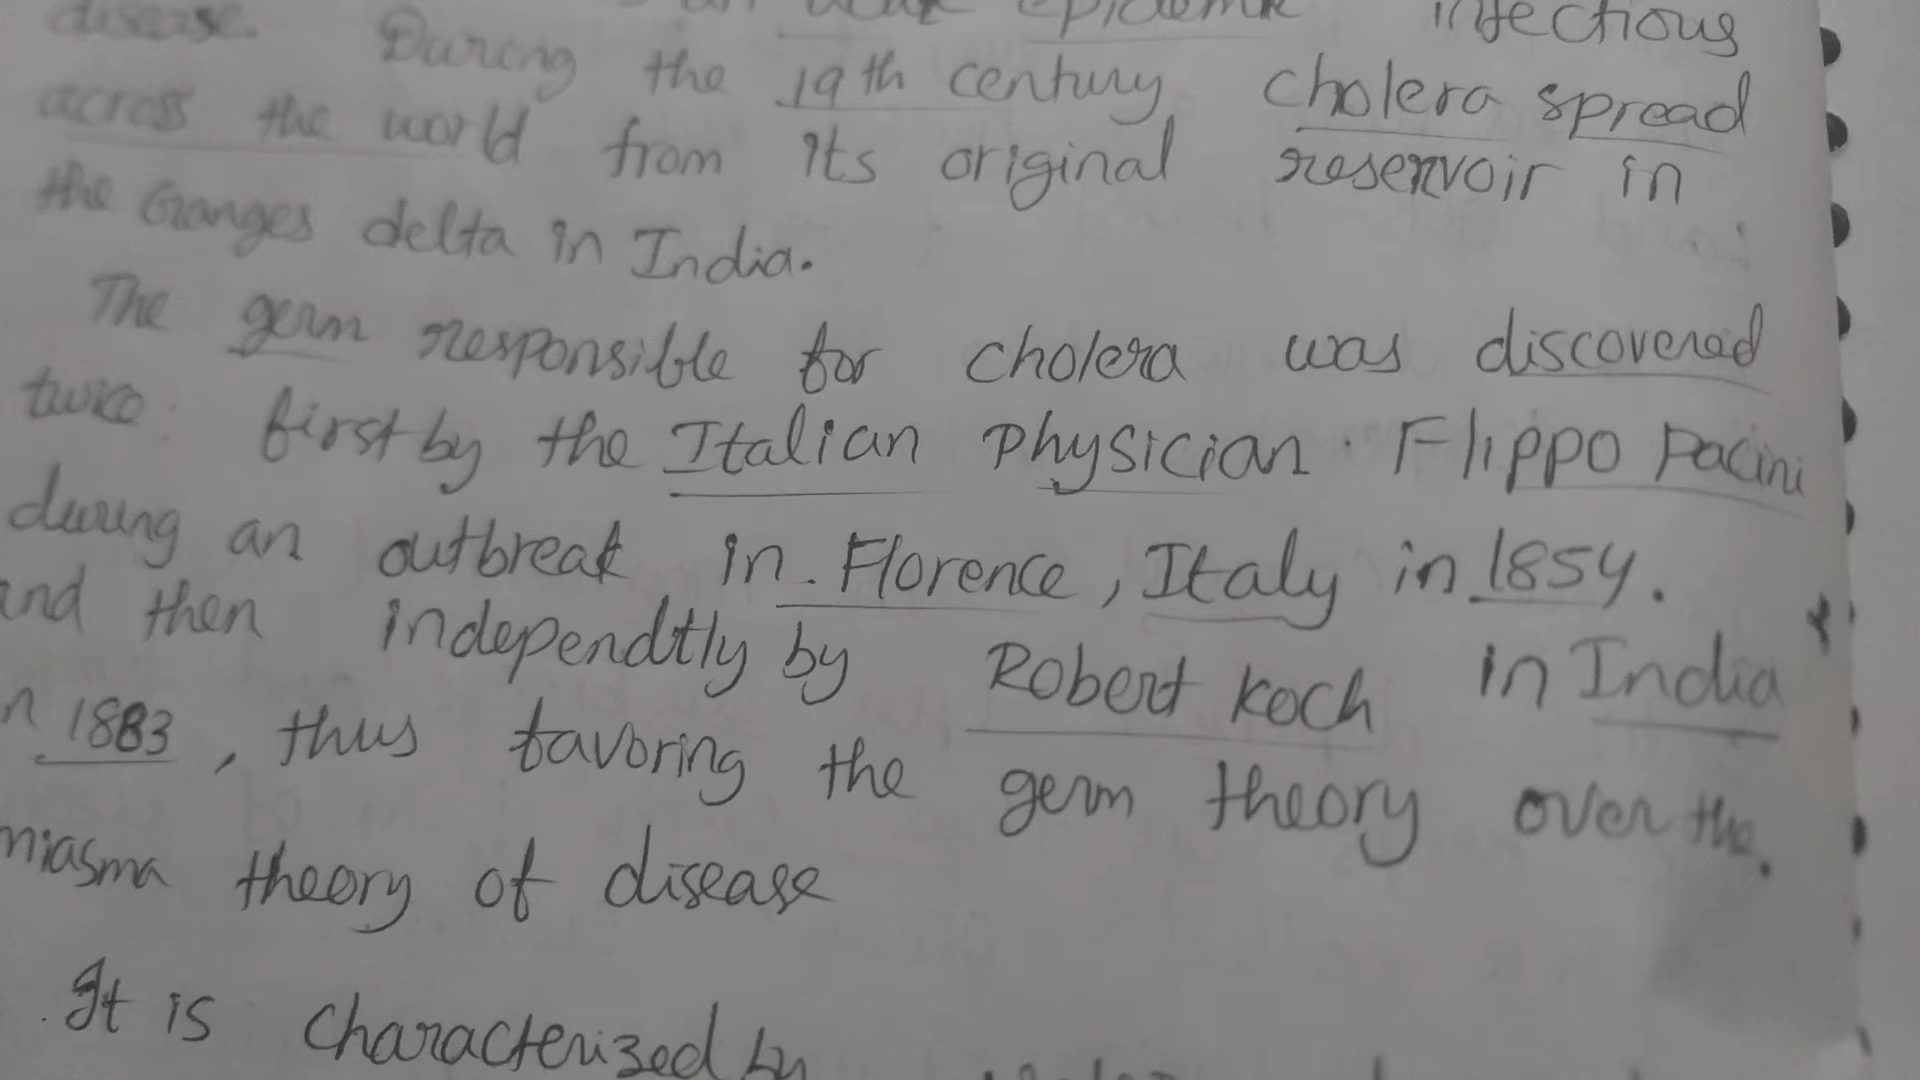 disease. During the 19th century infectious
across the world from its original cholera spread
the Ganges delta in India. reservoir in
The germ responsible for cholera was discovered
twice. first by the Italian Physician. Flippo Pacini
during an outbreak in. Florence, Italy in 1854.
and then independtly by Robert Koch in India
n 1883, thus favoring the germ theory over the.
miasma theory of disease
It is characterized by